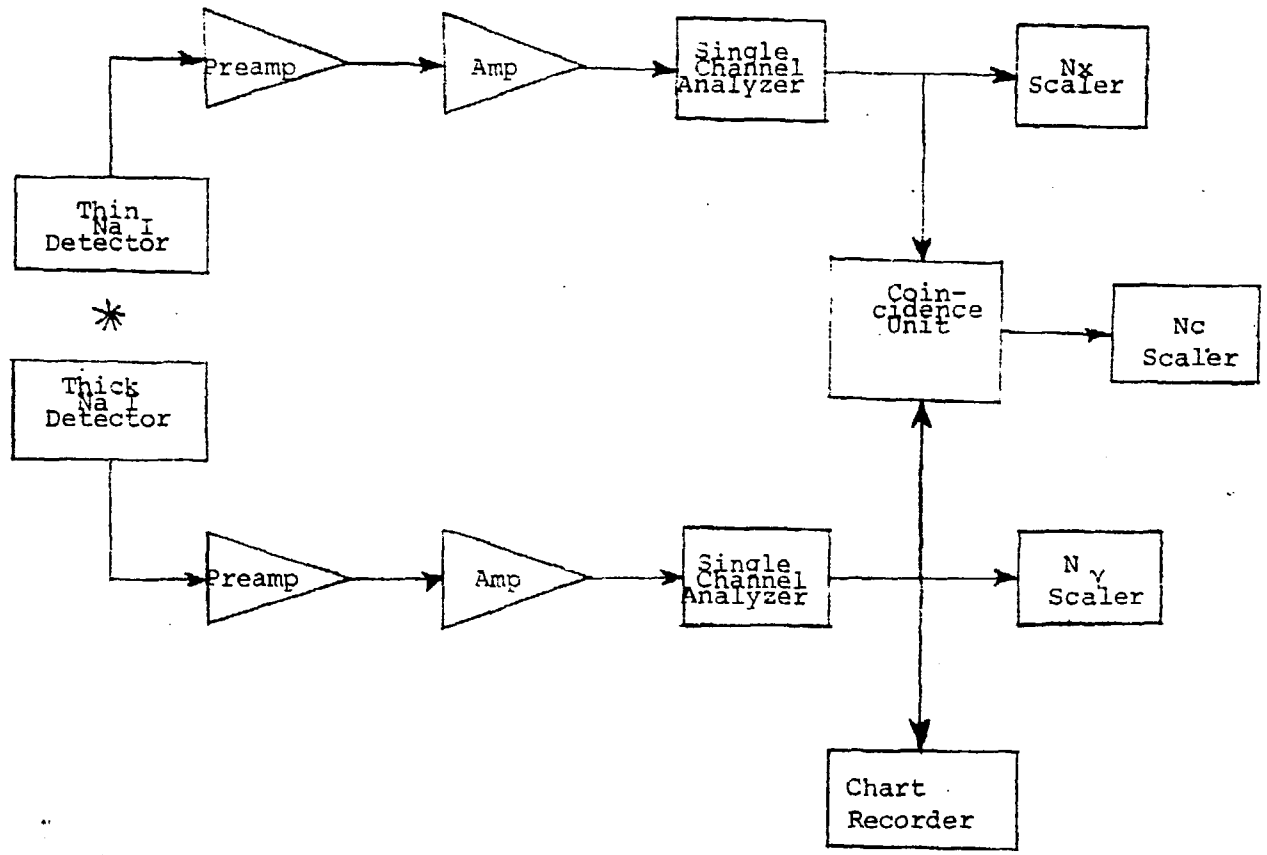 Preamp
Amp
Single
Channel
Analyzer
Nx
Scaler
Thin
Na I
Detector
Coin-
cidence
Unit
Nc
Scaler
Thick
Na I
Detector
Preamp
Amp
Single
Channel
Analyzer
N γ
Scaler
Chart
Recorder